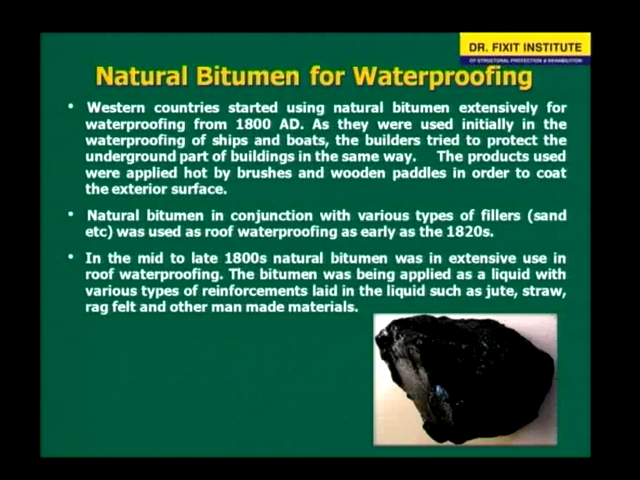 DR. FIXIT INSTITUTE
OF STRUCTURAL PROTECTION & REHABILITATION
Natural Bitumen for Waterproofing
• Western countries started using natural bitumen extensively for
waterproofing from 1800 AD. As they were used initially in the
waterproofing of ships and boats, the builders tried to protect the
underground part of buildings in the same way. The products used
were applied hot by brushes and wooden paddles in order to coat
the exterior surface.
• Natural bitumen in conjunction with various types of fillers (sand
etc) was used as roof waterproofing as early as the 1820s.
• In the mid to late 1800s natural bitumen was in extensive use in
roof waterproofing. The bitumen was being applied as a liquid with
various types of reinforcements laid in the liquid such as jute, straw,
rag felt and other man made materials.